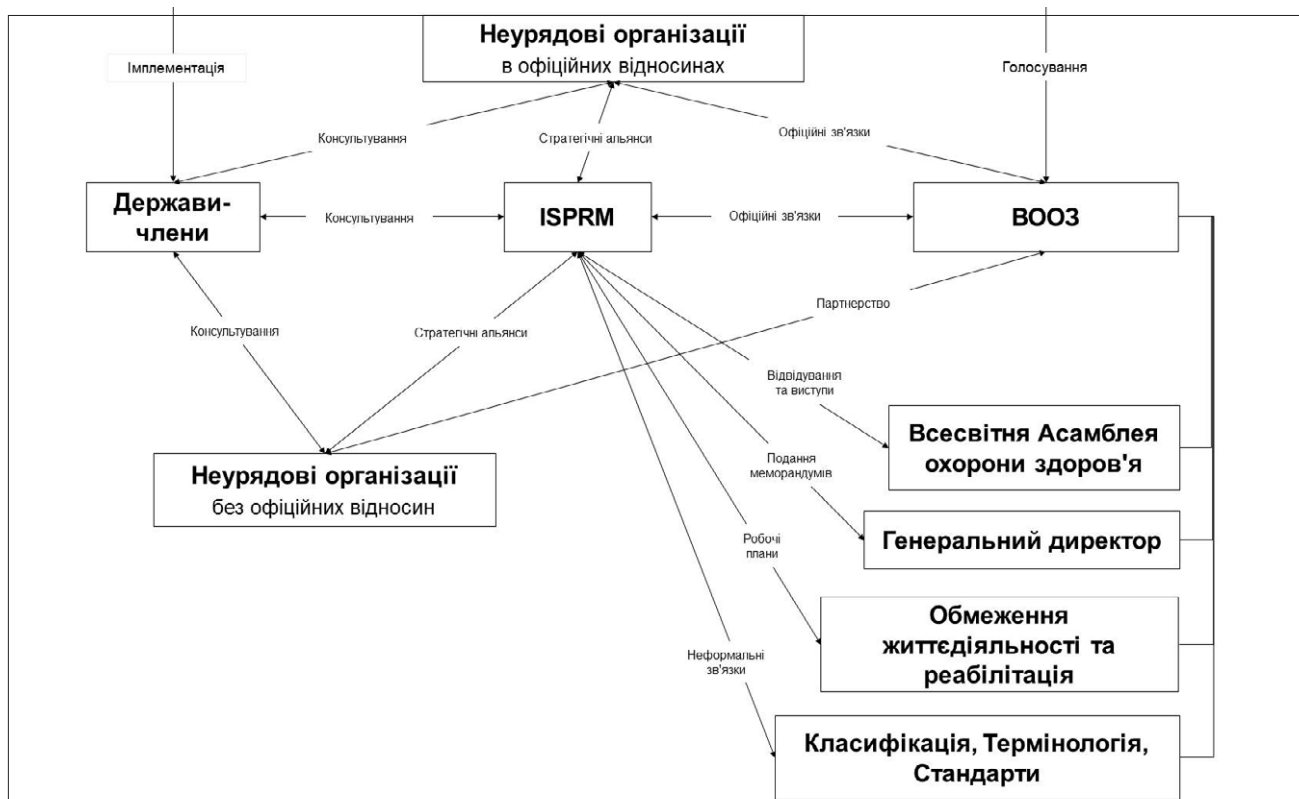 Неурядові організації
в офіційних відносинах
Імплементація
Голосування
Консультування
Стратегічні альянси
Офіційні зв'язки
Держави-
члени
Консультування
ISPRM
Офіційні зв'язки
ВООЗ
Консультування
Стратегічні альянси
Партнерство
Відвідування
та виступи
Всесвітня Асамблея
охорони здоров'я
Неурядові організації
без офіційних відносин
Подання
меморандумів
Генеральний директор
Робочі
плани
Обмеження
життєдіяльності та
реабілітація
Неформальні
зв'язки
Класифікація, Термінологія,
Стандарти